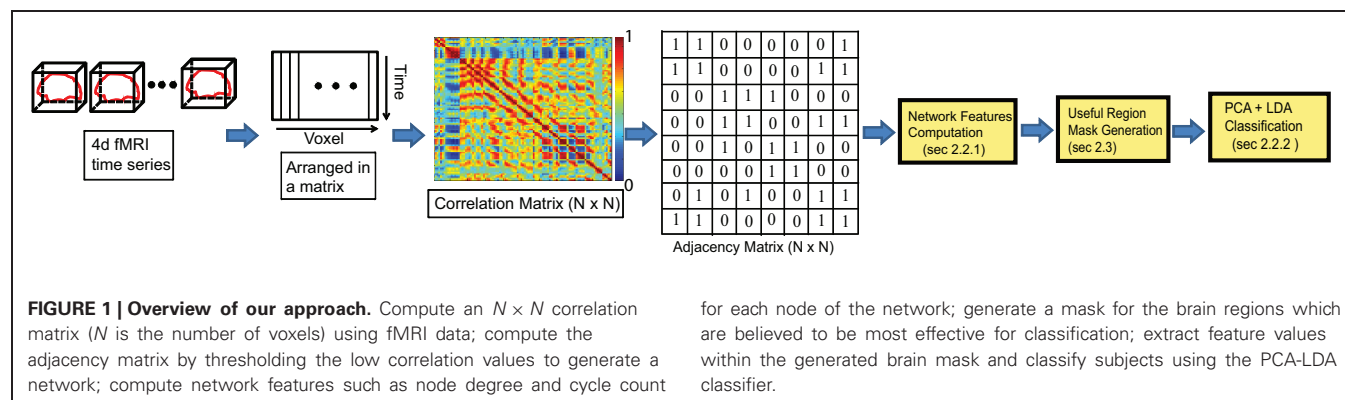 4d fMRI
time series
Time
Voxel
Arranged in
a matrix
1
0
Correlation Matrix (N x N)
1 1 0 0 0 0 0 1
1 1 0 0 0 0 1 1
0 0 1 1 1 0 0 0
0 0 1 1 0 0 1 1
0 0 1 0 1 1 0 0
0 0 0 0 1 1 0 0
0 1 0 1 0 0 1 1
1 1 0 0 0 0 1 1
Adjacency Matrix (N x N)
Network Features
Computation
(sec 2.2.1)
Useful Region
Mask Generation
(sec 2.3)
PCA + LDA
Classification
(sec 2.2.2 )
FIGURE 1 | Overview of our approach. Compute an N × N correlation
matrix (N is the number of voxels) using fMRI data; compute the
adjacency matrix by thresholding the low correlation values to generate a
network; compute network features such as node degree and cycle count
for each node of the network; generate a mask for the brain regions which
are believed to be most effective for classification; extract feature values
within the generated brain mask and classify subjects using the PCA-LDA
classifier.